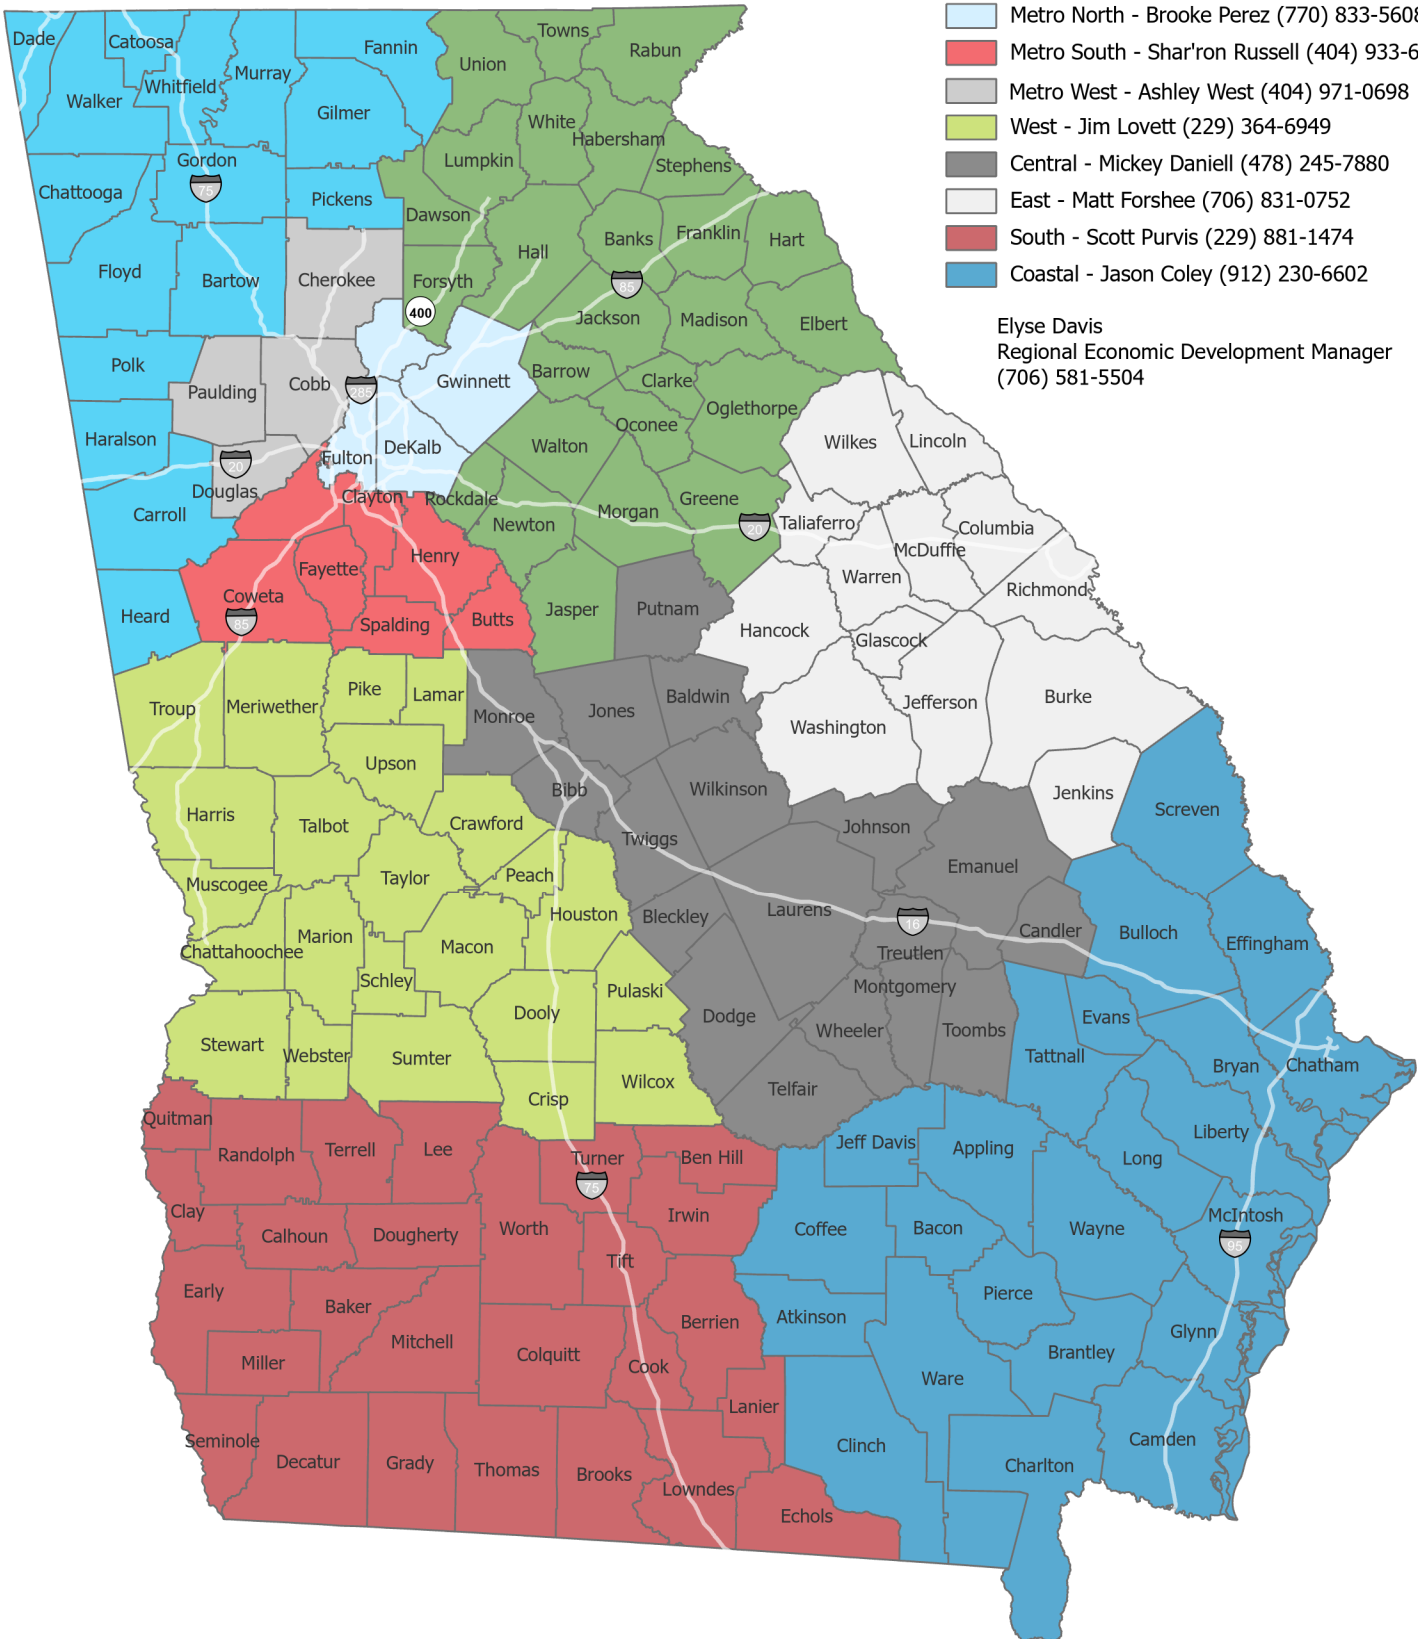 Metro North - Brooke Perez (770) 833-5608
Metro South - Shar'ron Russell (404) 933-6
Metro West - Ashley West (404) 971-0698
West - Jim Lovett (229) 364-6949
Central - Mickey Daniell (478) 245-7880
East - Matt Forshee (706) 831-0752
South - Scott Purvis (229) 881-1474
Coastal - Jason Coley (912) 230-6602
Elyse Davis
Regional Economic Development Manager
(706) 581-5504
Dade
Catoosa
Fannin
Towns
Rabun
Union
Walker
Whitfield
Murray
Gilmer
White
Habersham
Lumpkin
Stephens
Gordon
75
Chattooga
Pickens
Dawson
Hall
Banks
Franklin
Hart
Floyd
Bartow
Cherokee
Forsyth
400
85
Jackson
Madison
Elbert
Polk
Paulding
Cobb
285
Gwinnett
Barrow
Clarke
Oglethorpe
Oconee
Haralson
Fulton
DeKalb
Walton
Wilkes
Lincoln
20
Douglas
Carroll
Clayton
Rockdale
Newton
Morgan
Greene
20
Taliaferro
Columbia
McDuffie
Henry
Fayette
Warren
Richmond
Heard
Coweta
85
Spalding
Butts
Jasper
Putnam
Hancock
Glascock
Troup
Meriwether
Pike
Lamar
Monroe
Jones
Baldwin
Washington
Jefferson
Burke
Upson
Bibb
Wilkinson
Jenkins
Screven
Harris
Talbot
Crawford
Twiggs
Johnson
Emanuel
Muscogee
Taylor
Peach
Houston
Bleckley
Laurens
16
Candler
Bulloch
Effingham
Chattahoochee
Marion
Macon
Schley
Treutlen
Montgomery
Pulaski
Dooly
Dodge
Wheeler
Toombs
Evans
Stewart
Webster
Sumter
Tattnall
Bryan
Chatham
Crisp
Wilcox
Telfair
Quitman
Randolph
Terrell
Lee
Turner
75
Ben Hill
Jeff Davis
Appling
Long
Liberty
Clay
Calhoun
Dougherty
Worth
Irwin
Coffee
Bacon
Wayne
McIntosh
95
Tift
Early
Baker
Mitchell
Berrien
Atkinson
Pierce
Glynn
Miller
Colquitt
Cook
Ware
Brantley
Lanier
Seminole
Decatur
Grady
Thomas
Brooks
Lowndes
Clinch
Charlton
Camden
Echols